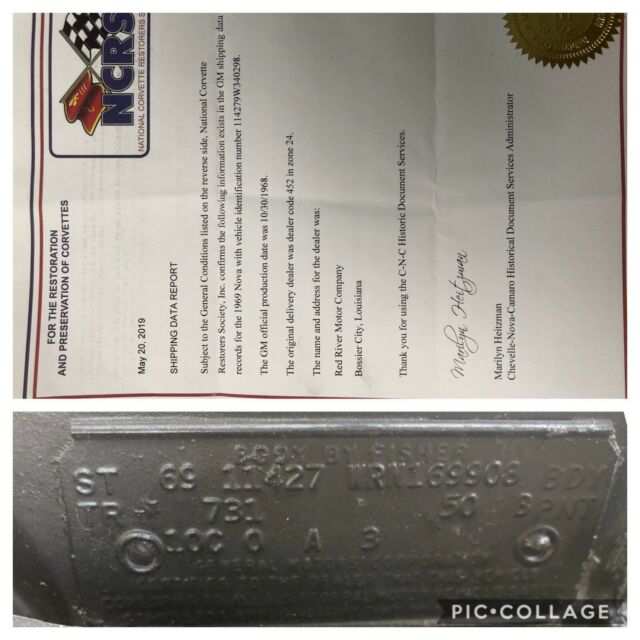 NCRS
NATIONAL CORVETTE RESTORERS S
FOR THE RESTORATION
AND PRESERVATION OF CORVETTES
May 20, 2019
SHIPPING DATA REPORT
Subject to the General Conditions listed on the reverse side, National Corvette
Restorers Society, Inc. confirms the following information exists in the GM shipping data
records for the 1969 Nova with vehicle identification number 114279W340298.
The GM official production date was 10/30/1968.
The original delivery dealer was dealer code 452 in zone 24.
The name and address for the dealer was:
Red River Motor Company
Bossier City, Louisiana
Thank you for using the C-N-C Historic Document Services.
Marilyn Heitzman
Marilyn Heitzman
Chevelle-Nova-Camaro Historical Document Services Administrator
BODY BY FISHER
ST 69 11427 WRN169908 BDY
TR 731 50 B PNT
10C 0 A 3
PIC•COLLAGE